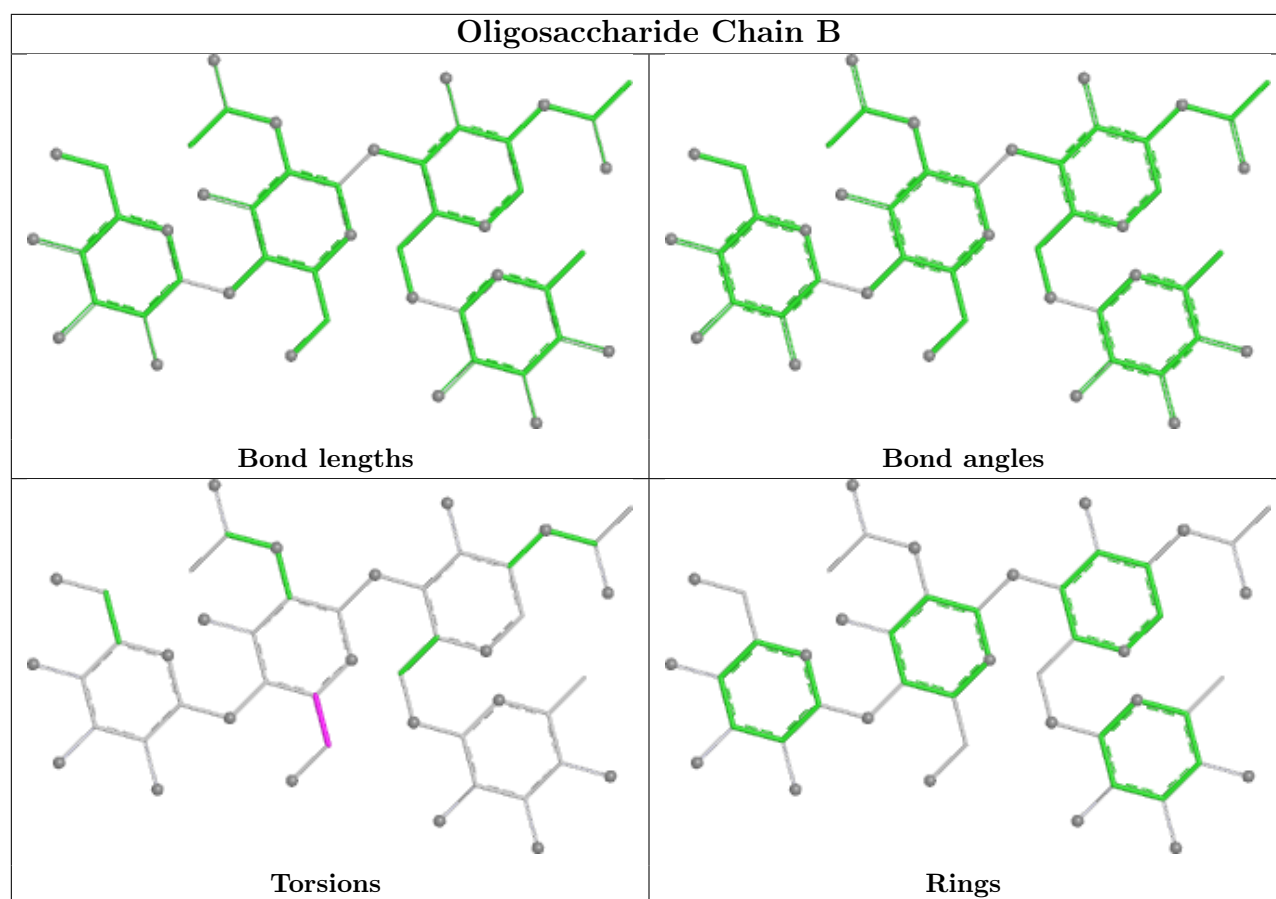 Oligosaccharide Chain B
Bond lengths
Bond angles
Torsions
Rings